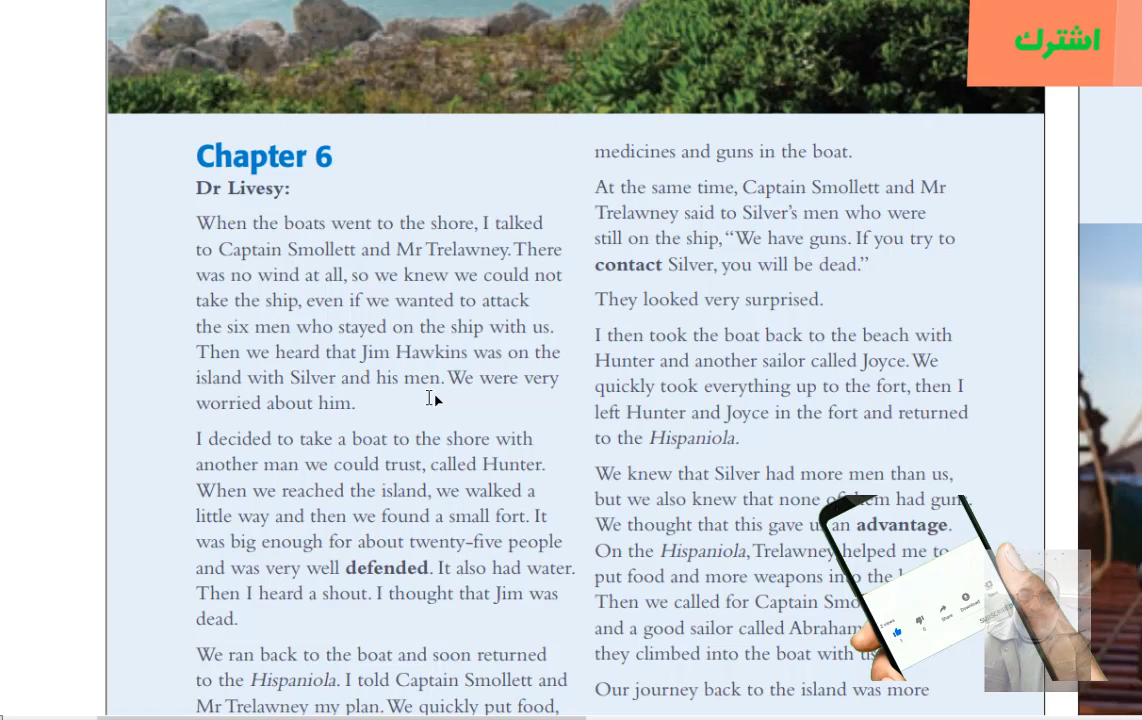 اشترك
Chapter 6
Dr Livesy:
When the boats went to the shore, I talked
to Captain Smollett and Mr Trelawney. There
was no wind at all, so we knew we could not
take the ship, even if we wanted to attack
the six men who stayed on the ship with us.
Then we heard that Jim Hawkins was on the
island with Silver and his men. We were very
worried about him.
I decided to take a boat to the shore with
another man we could trust, called Hunter.
When we reached the island, we walked a
little way and then we found a small fort. It
was big enough for about twenty-five people
and was very well defended. It also had water.
Then I heard a shout. I thought that Jim was
dead.
We ran back to the boat and soon returned
to the Hispaniola. I told Captain Smollett and
Mr Trelawney my plan. We quickly put food,
medicines and guns in the boat.
At the same time, Captain Smollett and Mr
Trelawney said to Silver's men who were
still on the ship, "We have guns. If you try to
contact Silver, you will be dead."
They looked very surprised.
I then took the boat back to the beach with
Hunter and another sailor called Joyce. We
quickly took everything up to the fort, then I
left Hunter and Joyce in the fort and returned
to the Hispaniola.
We knew that Silver had more men than us,
but we also knew that none of them had guns.
We thought that this gave us an advantage.
On the Hispaniola, Trelawney helped me to
put food and more weapons into the
Then we called for Captain
and a good sailor called Abraham
they climbed into the boat with us
Our journey back to the island was more
Share
Download